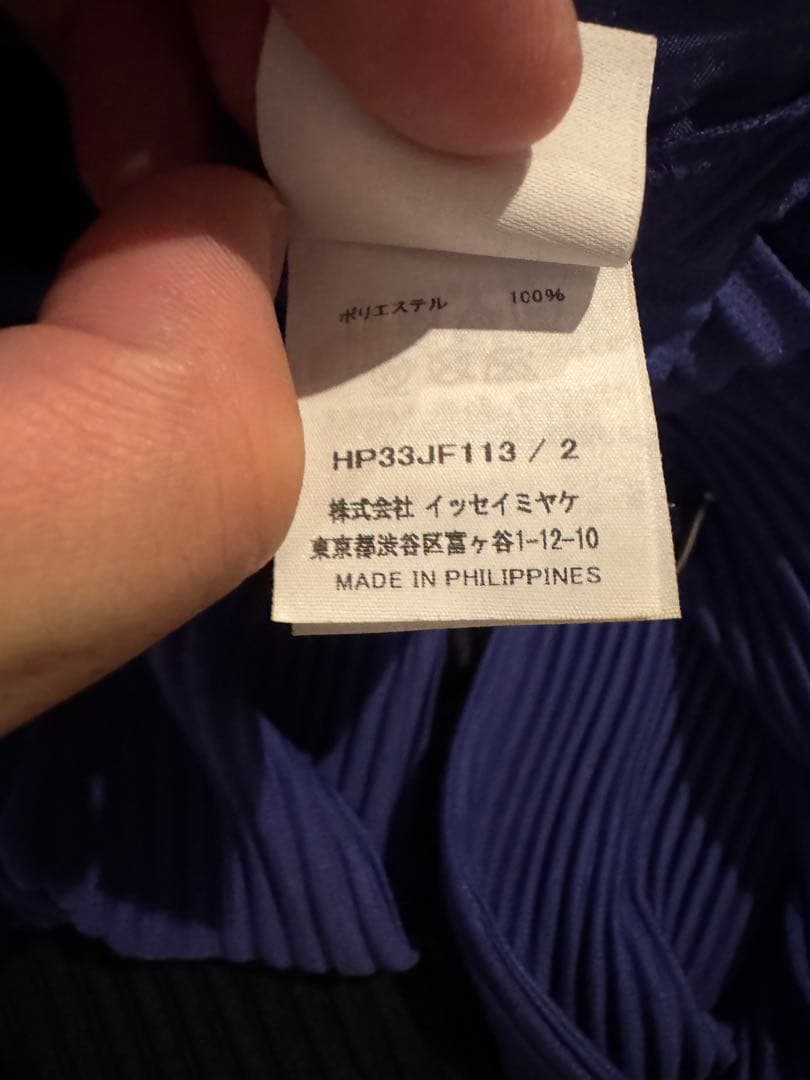 ポリエステル 100%
HP33JF113 / 2
株式会社 イッセイミヤケ
東京都渋谷区富ヶ谷1-12-10
MADE IN PHILIPPINES